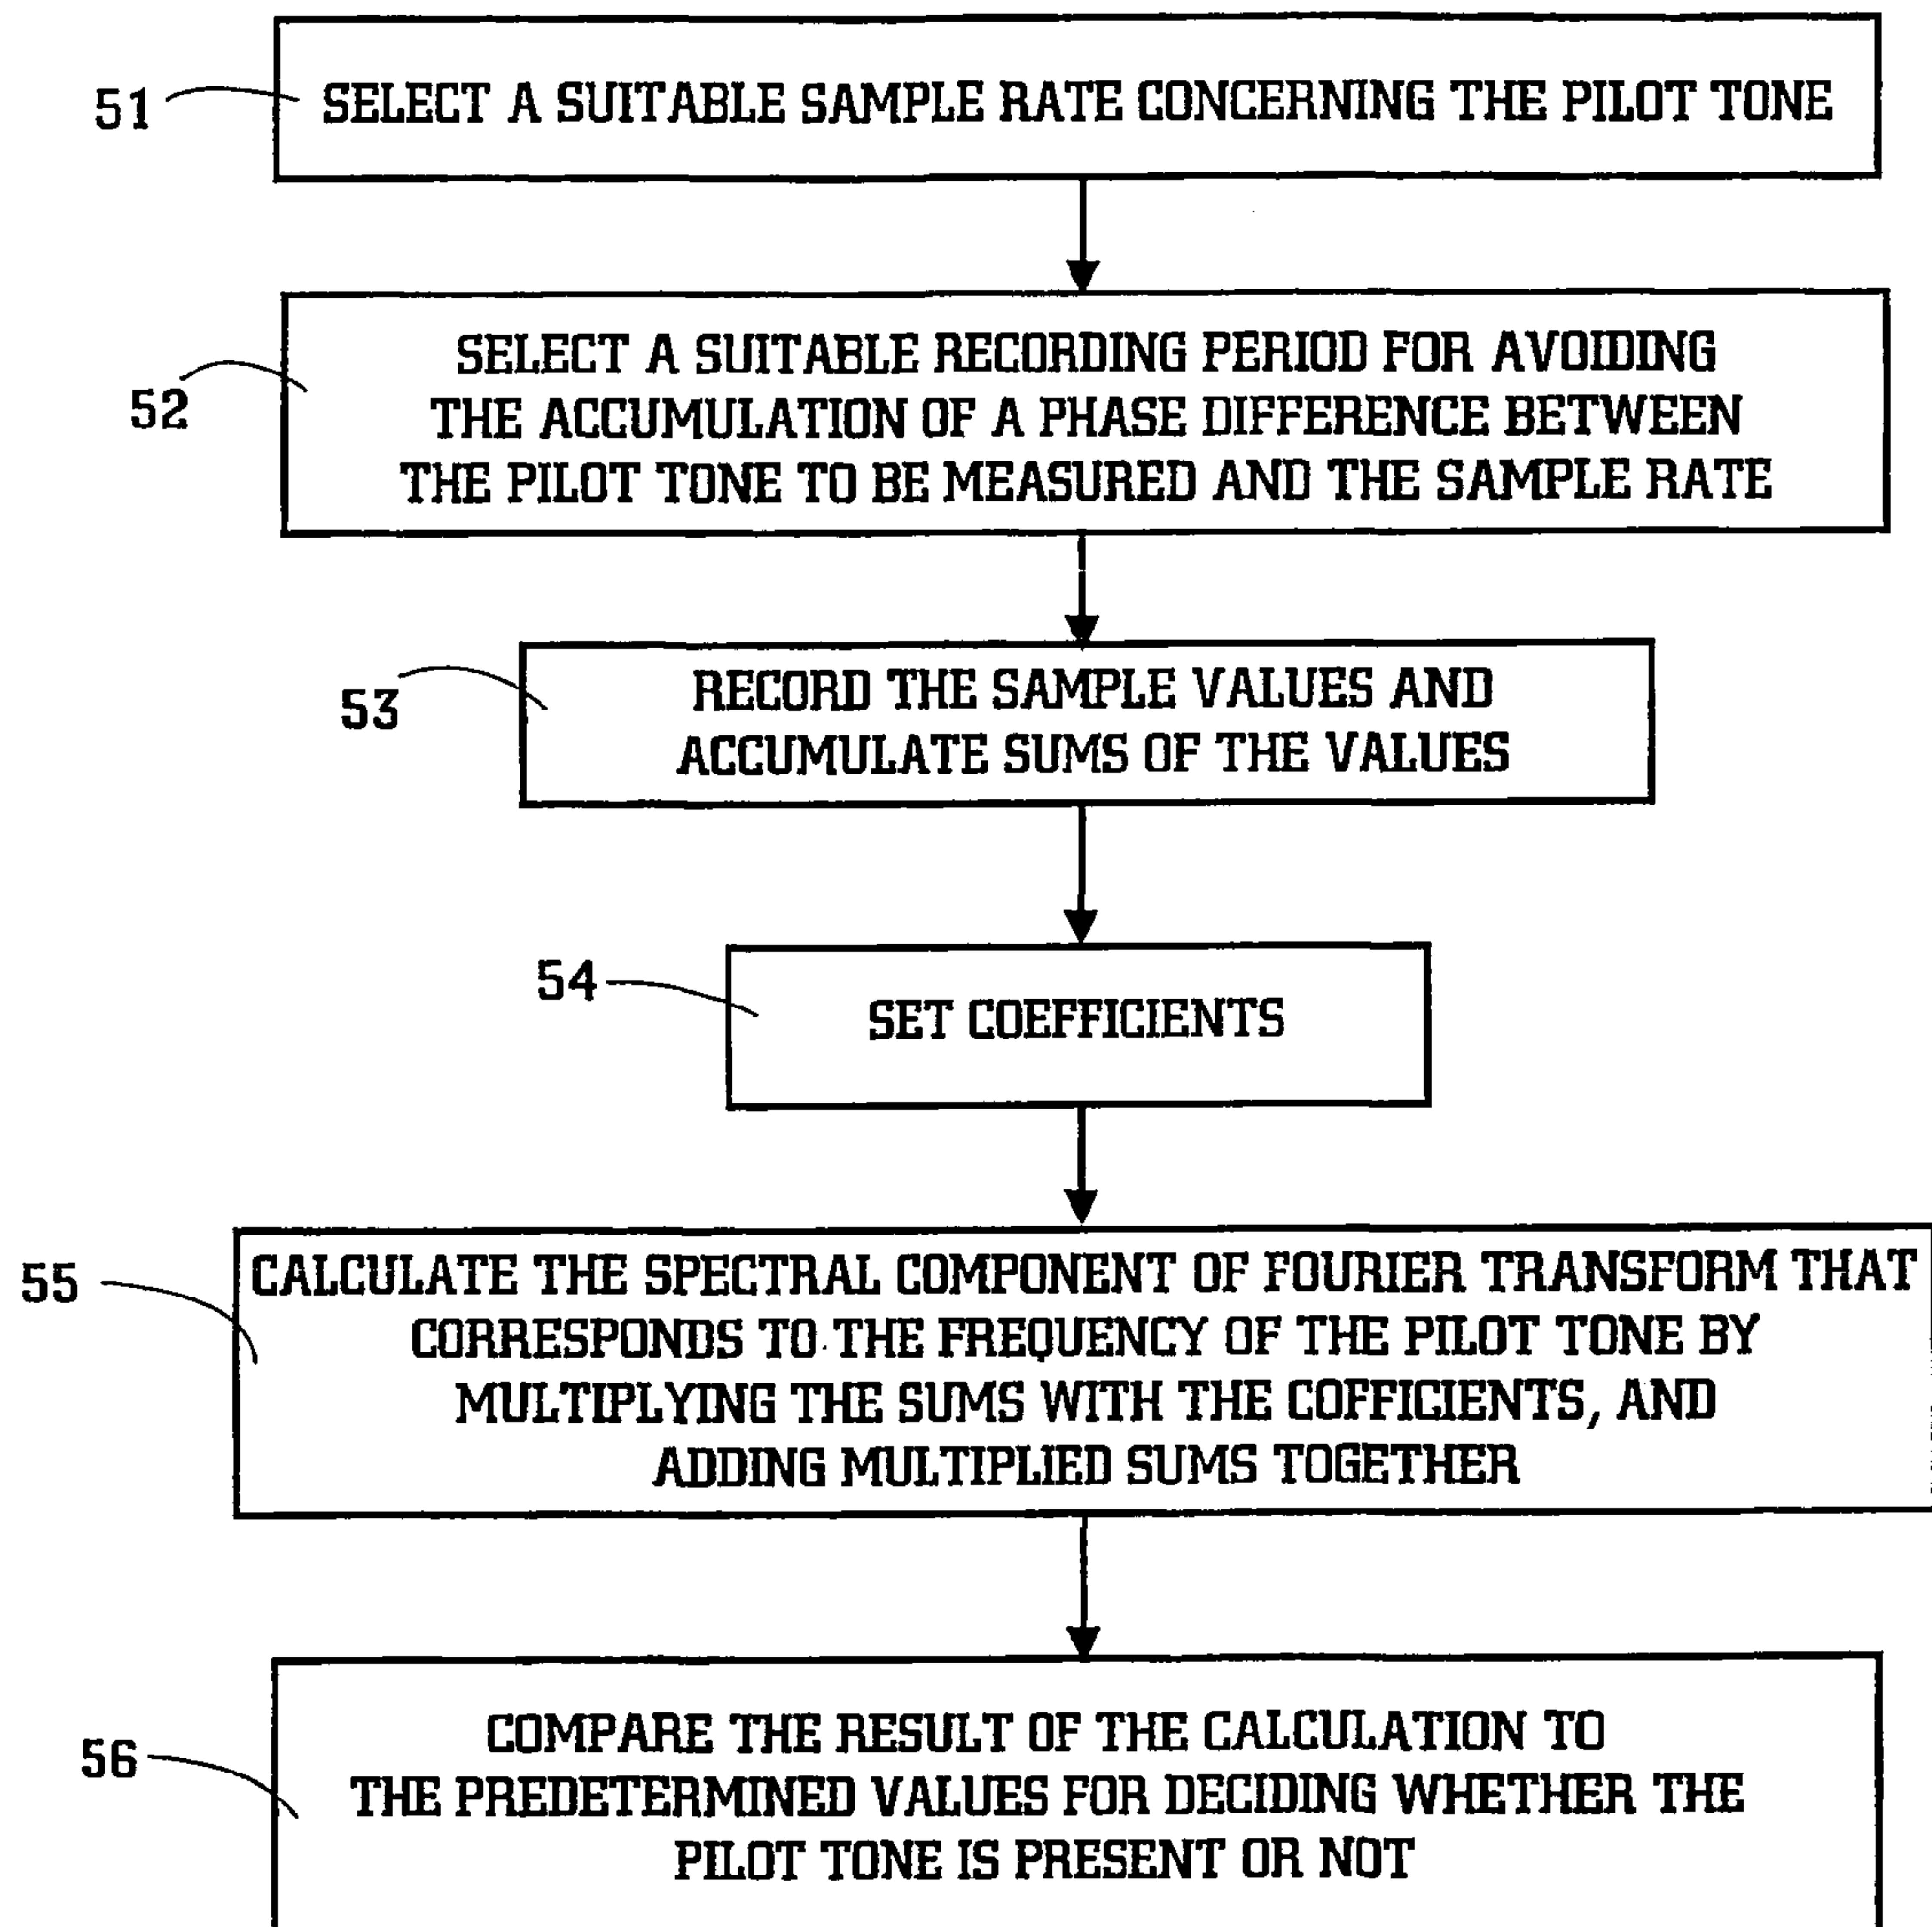 51
SELECT A SUITABLE SAMPLE RATE CONCERNING THE PILOT TONE
52
SELECT A SUITABLE RECORDING PERIOD FOR AVOIDING
THE ACCUMULATION OF A PHASE DIFFERENCE BETWEEN
THE PILOT TONE TO BE MEASURED AND THE SAMPLE RATE
53
RECORD THE SAMPLE VALUES AND
ACCUMULATE SUMS OF THE VALUES
54
SET COEFFICIENTS
55
CALCULATE THE SPECTRAL COMPONENT OF FOURIER TRANSFORM THAT
CORRESPONDS TO THE FREQUENCY OF THE PILOT TONE BY
MULTIPLYING THE SUMS WITH THE COFFICIENTS, AND
ADDING MULTIPLIED SUMS TOGETHER
56
COMPARE THE RESULT OF THE CALCULATION TO
THE PREDETERMINED VALUES FOR DECIDING WHETHER THE
PILOT TONE IS PRESENT OR NOT